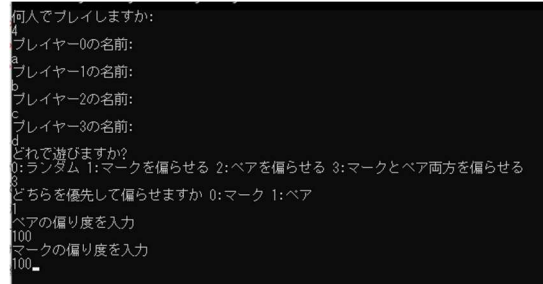 何人でプレイしますか:
4
プレイヤー0の名前:
a
プレイヤー1の名前:
b
プレイヤー2の名前:
c
プレイヤー3の名前:
d
どれで遊びますか?
0:ランダム 1:マークを偏らせる 2:ペアを偏らせる 3:マークとペア両方を偏らせる
3
どちらを優先して偏らせますか 0:マーク 1:ペア
1
ペアの偏り度を入力
100
マークの偏り度を入力
100